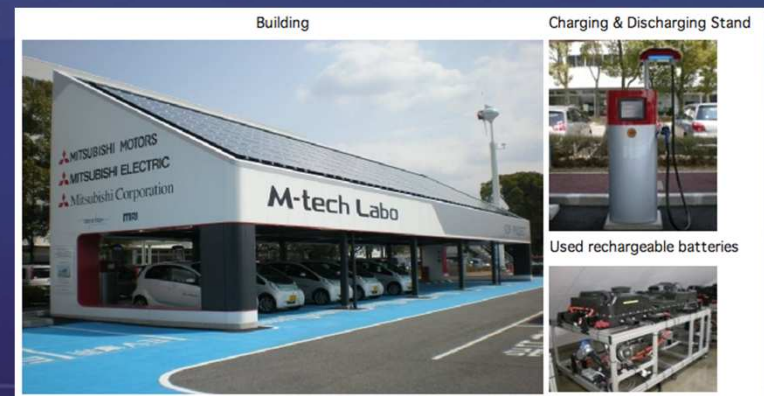 Building
Charging & Discharging Stand
MITSUBISHI MOTORS
MITSUBISHI ELECTRIC
Mitsubishi Corporation
M-tech Labo
Used rechargeable batteries